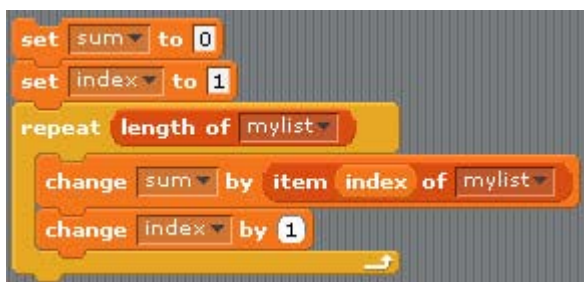 set sum to 0
set index to 1
repeat length of mylist
change sum by item index of mylist
change index by 1